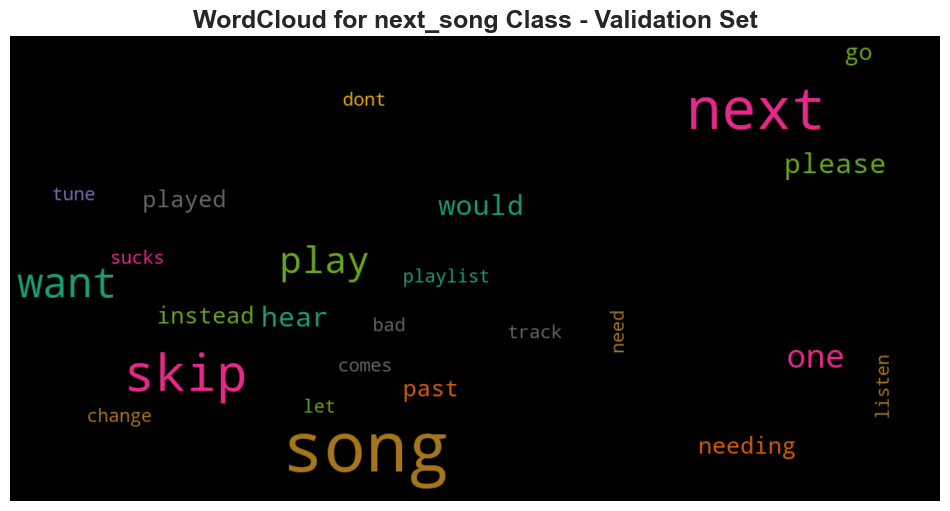 WordCloud for next_song Class - Validation Set
go
dont
next
please
tune
played
would
sucks
play
want
playlist
instead
hear
bad
track
need
skip
comes
one
past
listen
change
let
song
needing